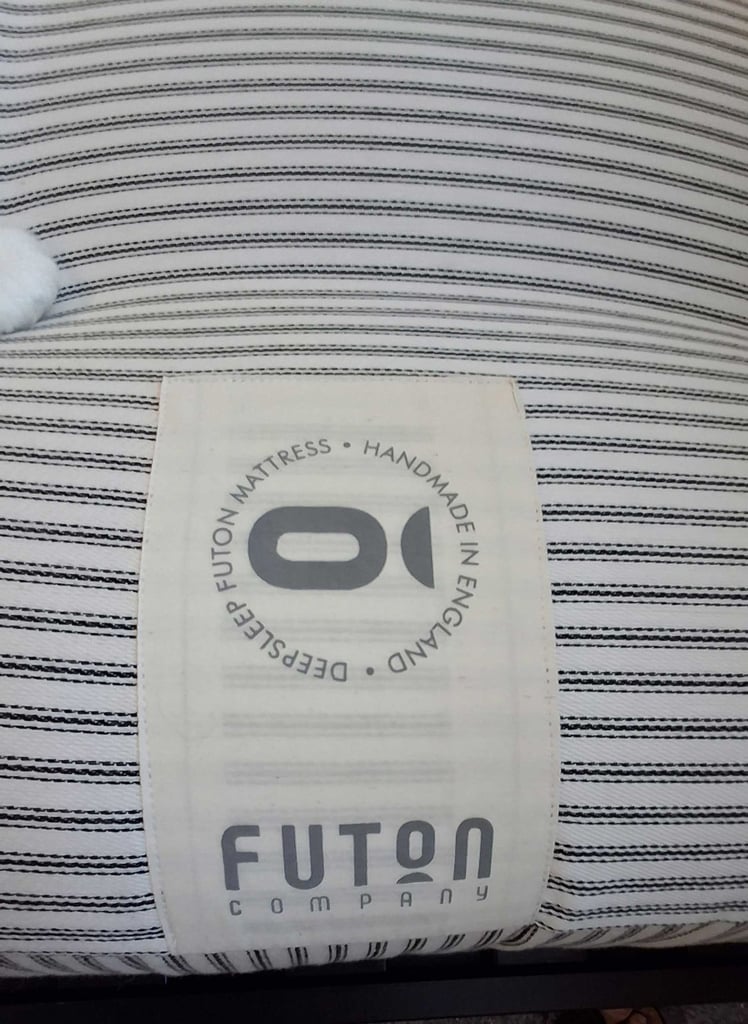 DEEPSLEEP FUTON MATTRESS • HANDMADE IN ENGLAND •
FUTON
COMPANY